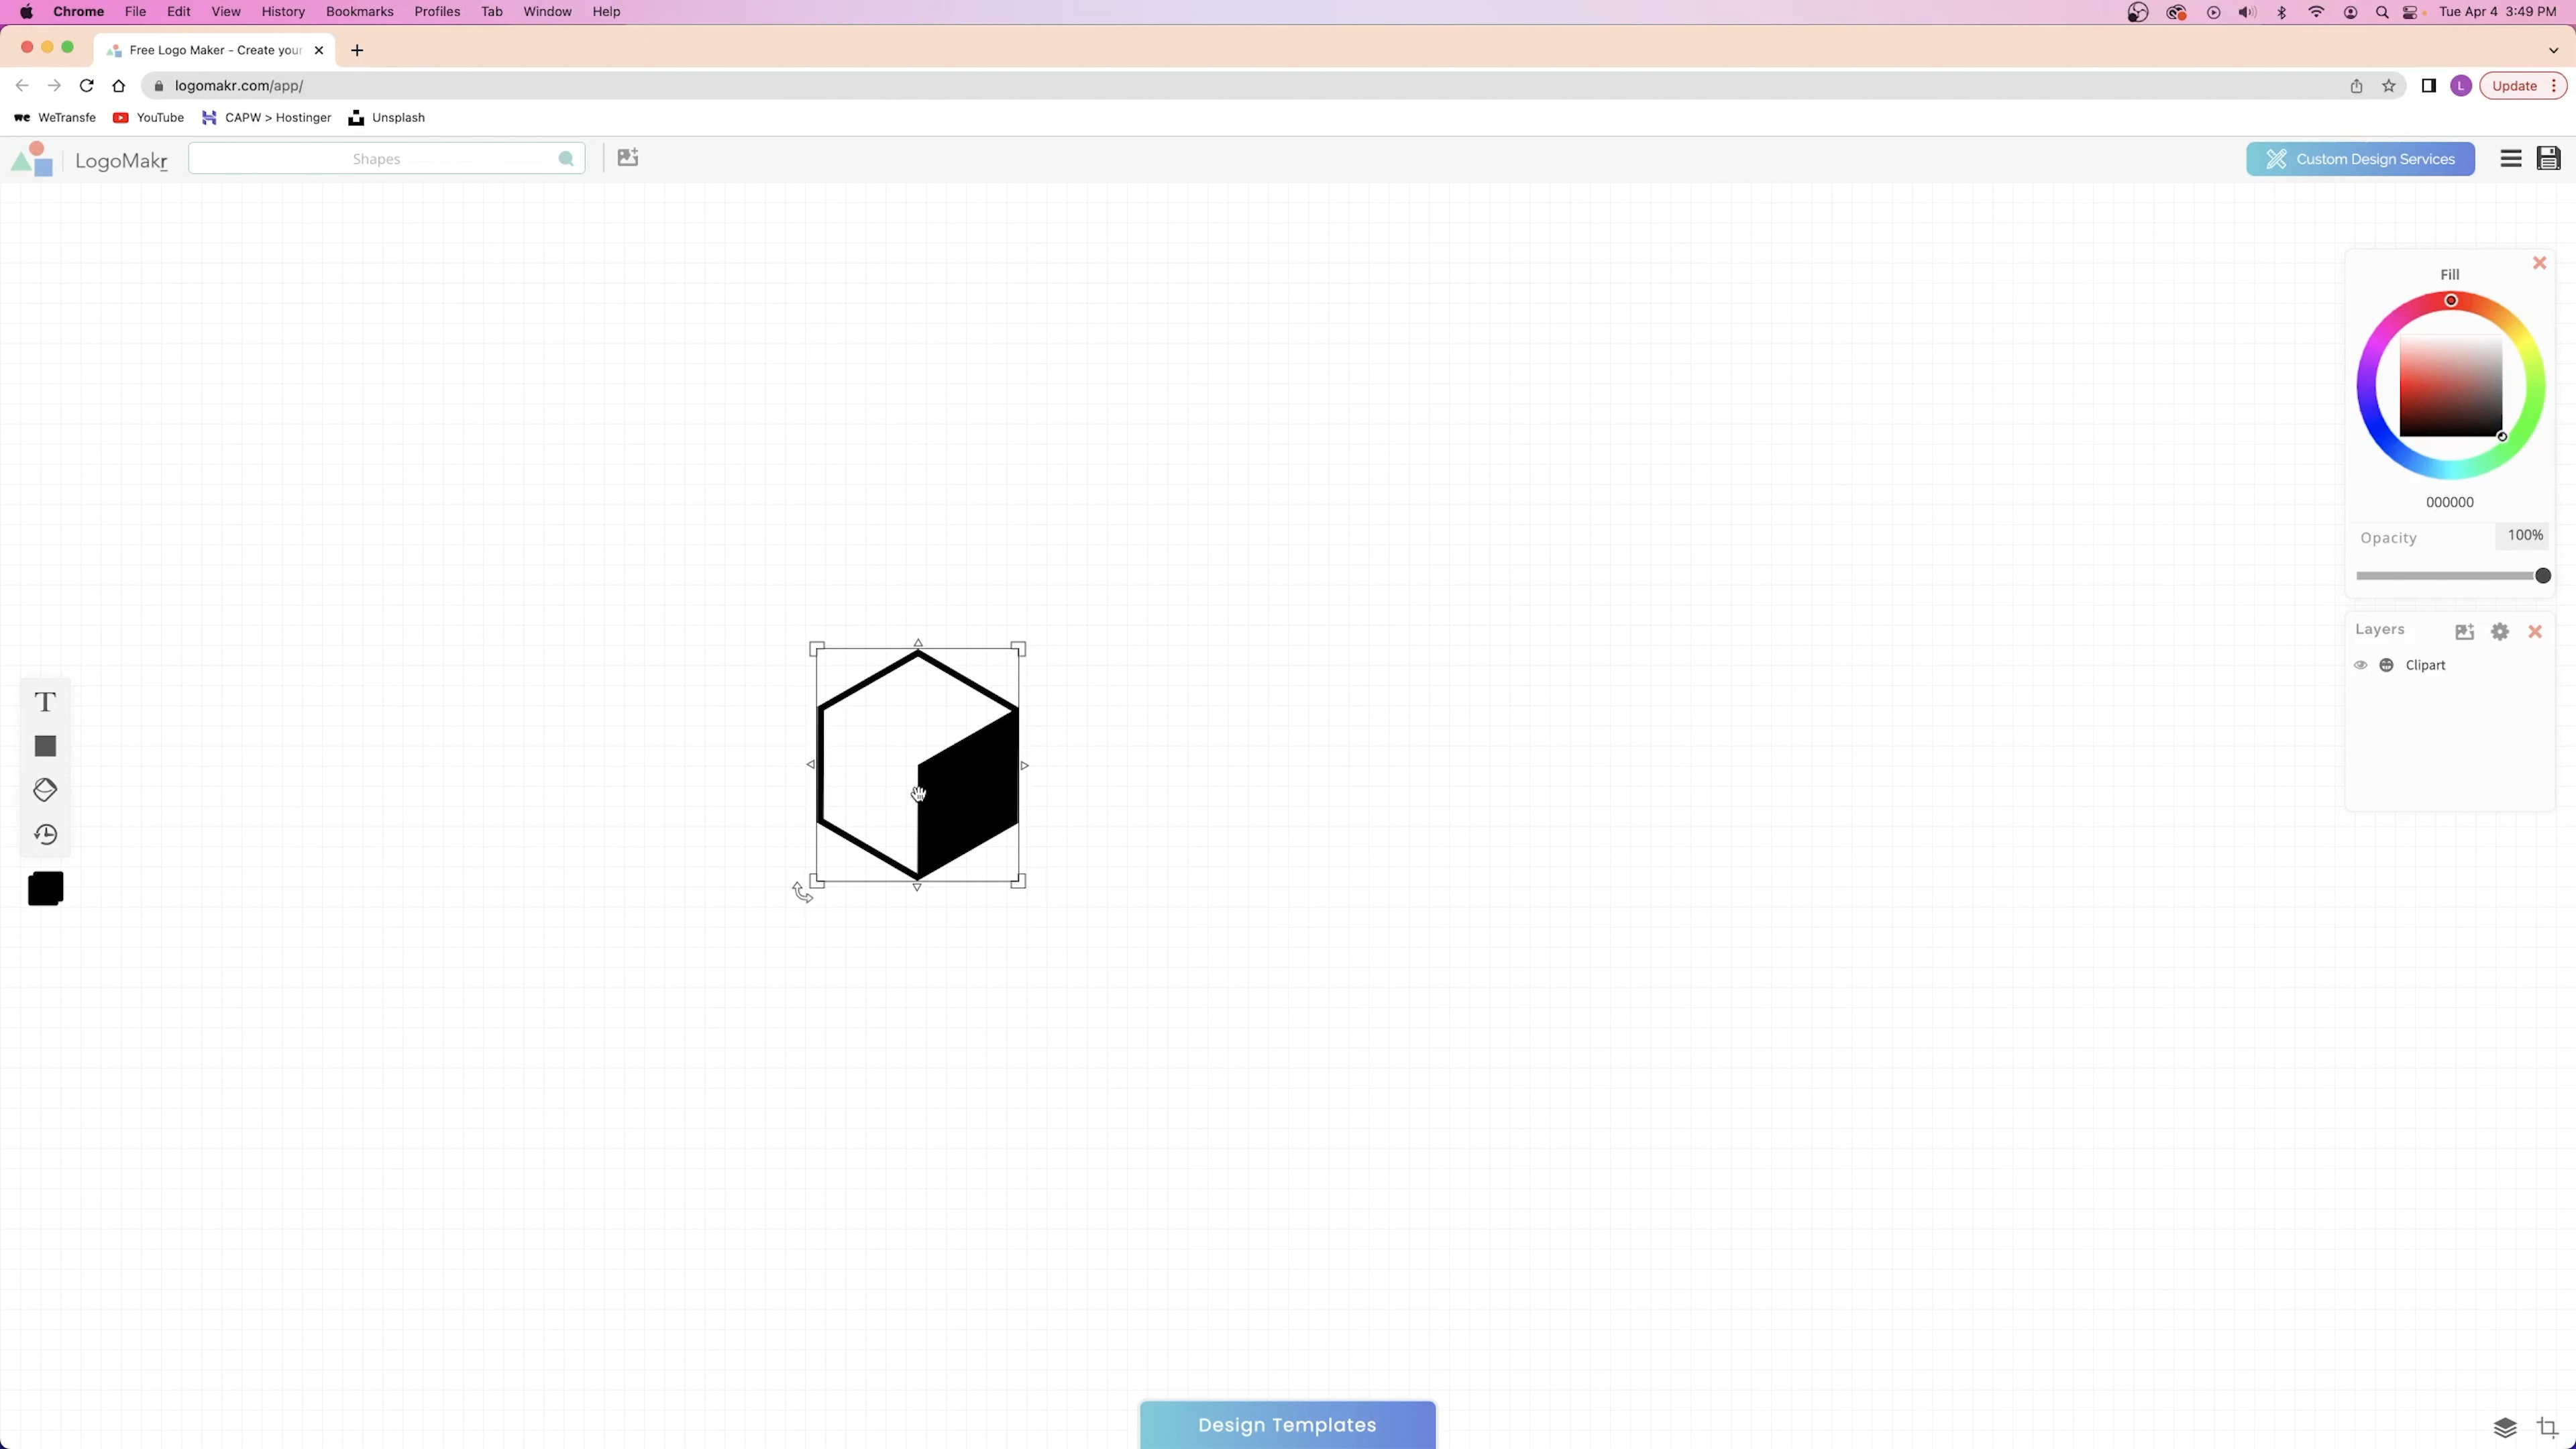 Chrome File Edit View History Bookmarks Profiles Tab Window Help Tue Apr 4 3:49 PM
Free Logo Maker - Create your
logomakr.com/app/ L Update
we WeTransfe YouTube CAPW > Hostinger Unsplash
LogoMakr Shapes Custom Design Services
Fill
000000
Opacity 100%
Layers
Clipart
T
Design Templates